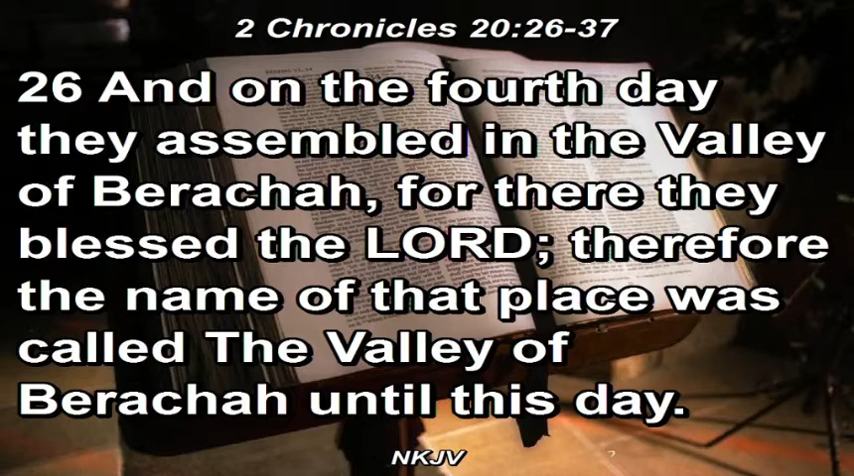 2 Chronicles 20:26-37
26 And on the fourth day
they assembled in the Valley
of Berachah, for there they
blessed the LORD; therefore
the name of that place was
called The Valley of
Berachah until this day.
NKJV